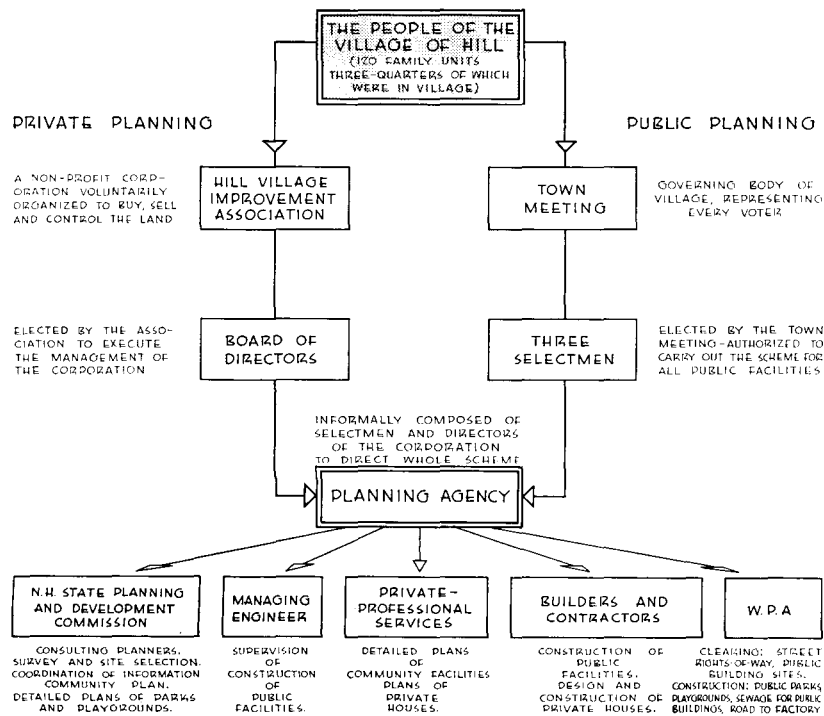 THE PEOPLE OF THE
VILLAGE OF HILL
(120 FAMILY UNITS
THREE-QUARTERS OF WHICH
WERE IN VILLAGE)
PRIVATE PLANNING
PUBLIC PLANNING
A NON-PROFIT CORP-
ORATION VOLUNTARILY
ORGANIZED TO BUY, SELL
AND CONTROL THE LAND
HILL VILLAGE
IMPROVEMENT
ASSOCIATION
TOWN
MEETING
GOVERNING BODY OF
VILLAGE, REPRESENTING
EVERY VOTER
ELECTED BY THE ASSO-
CIATION TO EXECUTE
THE MANAGEMENT OF
THE CORPORATION
BOARD OF
DIRECTORS
THREE
SELECTMEN
ELECTED BY THE TOWN
MEETING-AUTHORIZED TO
CARRY OUT THE SCHEME FOR
ALL PUBLIC FACILITIES
INFORMALLY COMPOSED OF
SELECTMEN AND DIRECTORS
OF THE CORPORATION
TO DIRECT WHOLE SCHEME
PLANNING AGENCY
N.H. STATE PLANNING
AND DEVELOPMENT
COMMISSION
CONSULTING PLANNERS.
SURVEY AND SITE SELECTION.
COORDINATION OF INFORMATION
COMMUNITY PLAN.
DETAILED PLANS OF PARKS
AND PLAYGROUNDS.
MANAGING
ENGINEER
SUPERVISION
OF
CONSTRUCTION
OF
PUBLIC
FACILITIES.
PRIVATE-
PROFESSIONAL
SERVICES
DETAILED PLANS
OF
COMMUNITY FACILITIES
PLANS OF
PRIVATE
HOUSES.
BUILDERS AND
CONTRACTORS
CONSTRUCTION OF
PUBLIC
FACILITIES.
DESIGN AND
CONSTRUCTION OF
PRIVATE HOUSES.
W.P.A
CLEARING: STREET
RIGHTS-OF-WAY, PUBLIC
BUILDING SITES.
CONSTRUCTION: PUBLIC PARKS,
PLAYGROUNDS, SEWAGE FOR PUBLIC
BUILDINGS, ROAD TO FACTORY